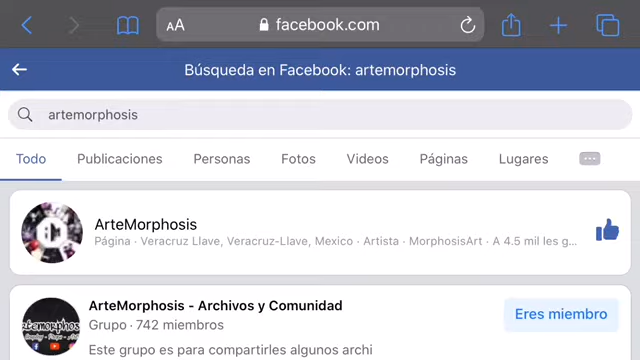 AA facebook.com
Búsqueda en Facebook: artemorphosis
artemorphosis
Todo Publicaciones Personas Fotos Videos Páginas Lugares
ArteMorphosis
Página · Veracruz Llave, Veracruz-Llave, Mexico · Artista · MorphosisArt · A 4.5 mil les g...
ArteMorphosis - Archivos y Comunidad
Grupo · 742 miembros
Eres miembro
Este grupo es para compartirles algunos archi